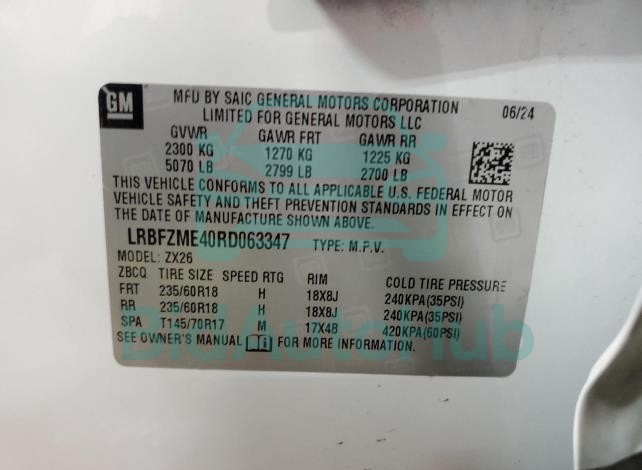 GM
MFD BY SAIC GENERAL MOTORS CORPORATION
LIMITED FOR GENERAL MOTORS LLC
06/24
GVWR GAWR FRT GAWR RR
2300 KG 1270 KG 1225 KG
5070 LB 2799 LB 2700 LB
THIS VEHICLE CONFORMS TO ALL APPLICABLE U.S. FEDERAL MOTOR
VEHICLE SAFETY AND THEFT PREVENTION STANDARDS IN EFFECT ON
THE DATE OF MANUFACTURE SHOWN ABOVE.
LRBFZME40RD063347 TYPE: M.P.V.
MODEL: ZX26
ZBCQ TIRE SIZE SPEED RTG RIM COLD TIRE PRESSURE
FRT 235/60R18 H 18X8J 240KPA(35PSI)
RR 235/60R18 H 18X8J 240KPA(35PSI)
SPA T145/70R17 M 17X4B 420KPA(60PSI)
SEE OWNER'S MANUAL FOR MORE INFORMATION.
BidAutoHub